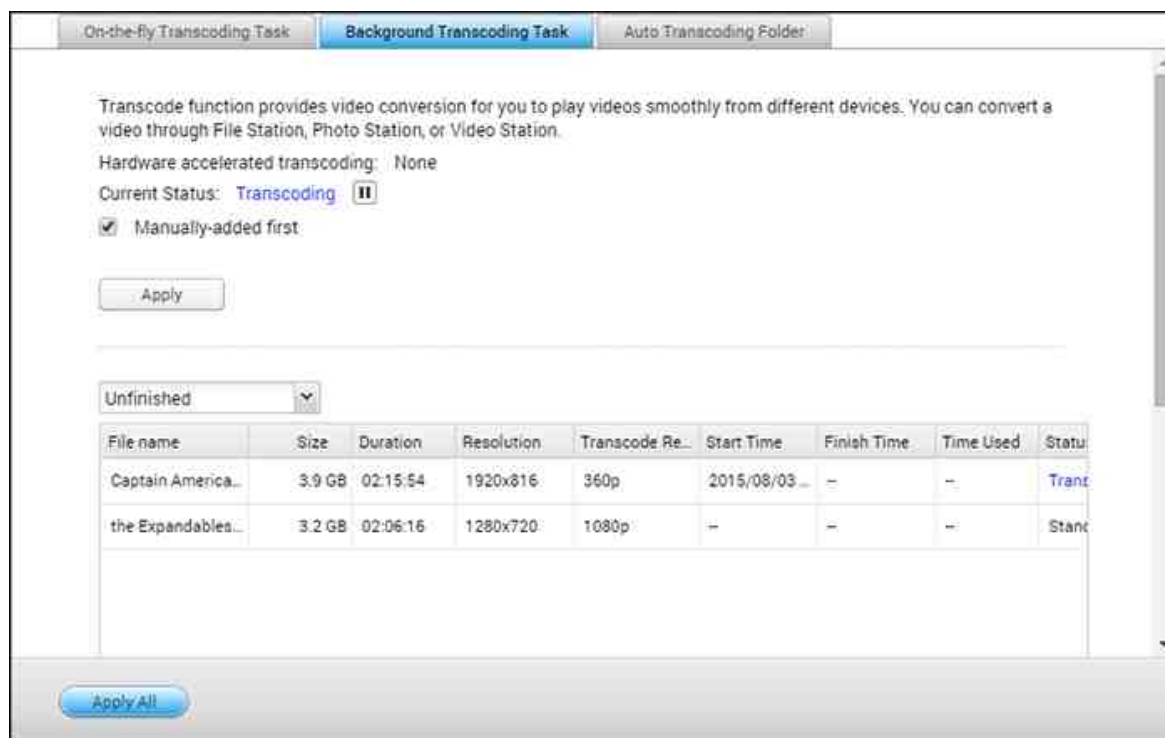 On-the-fly Transcoding Task
Background Transcoding Task
Auto Transcoding Folder
Transcode function provides video conversion for you to play videos smoothly from different devices. You can convert a
video through File Station, Photo Station, or Video Station.
Hardware accelerated transcoding: None
Current Status: Transcoding
Manually-added first
Apply
Unfinished
File name Size Duration Resolution Transcode Re... Start Time Finish Time Time Used Statu
Captain America... 3.9 GB 02:15:54 1920x816 360p 2015/08/03 ... -- -- Trans
the Expandables... 3.2 GB 02:06:16 1280x720 1080p -- -- -- Stand
Apply All